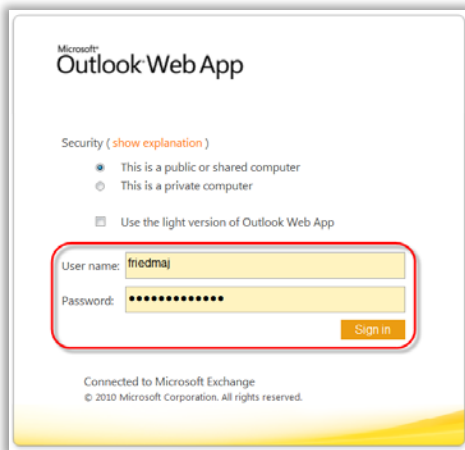 Microsoft®
Outlook Web App
Security ( show explanation )
This is a public or shared computer
This is a private computer
Use the light version of Outlook Web App
User name: friedmaj
Password: •••••••••••••
Sign in
Connected to Microsoft Exchange
© 2010 Microsoft Corporation. All rights reserved.